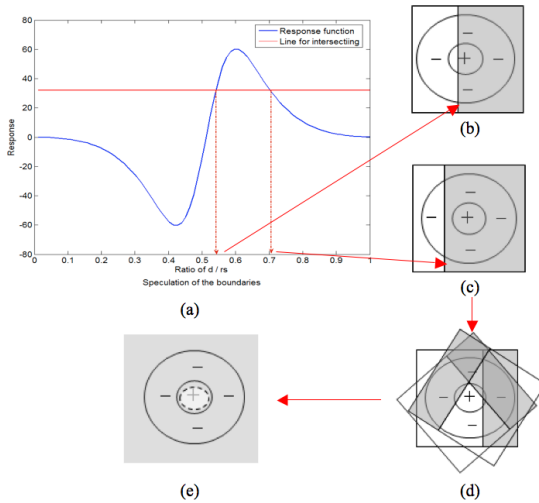 80
60
40
20
0
-20
-40
-60
-80
Response
Response function
Line for intersectiing
0 0.1 0.2 0.3 0.4 0.5 0.6 0.7 0.8 0.9 1
Ratio of d / rs
Speculation of the boundaries
(a)
− + − −
(b)
− − + − −
(c)
− − + − −
(d)
− − + − −
(e)